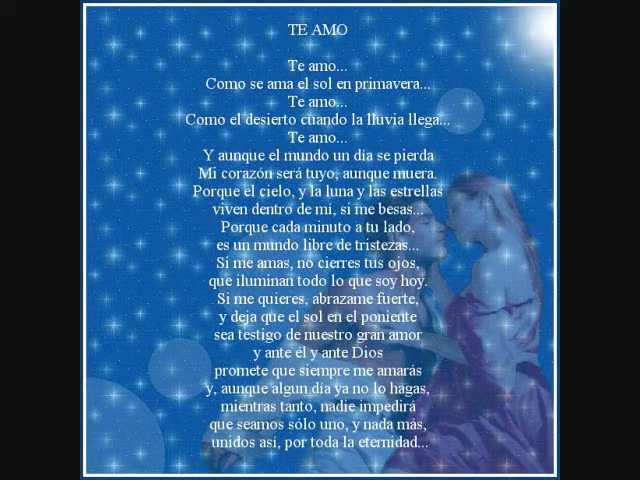 TE AMO
Te amo...
Como se ama el sol en primavera...
Te amo...
Como el desierto cuando la lluvia llega...
Te amo...
Y aunque el mundo un dia se pierda
Mi corazón será tuyo, aunque muera.
Porque el cielo, y la luna y las estrellas
viven dentro de mí, si me besas...
Porque cada minuto a tu lado,
es un mundo libre de tristezas...
Si me amas, no cierres tus ojos,
que iluminan todo lo que soy hoy.
Si me quieres, abrazame fuerte,
y deja que el sol en el poniente
sea testigo de nuestro gran amor
y ante él y ante Dios
promete que siempre me amarás
y, aunque algun día ya no lo hagas,
mientras tanto, nadie impedirá
que seamos sólo uno, y nada más,
unidos así, por toda la eternidad...